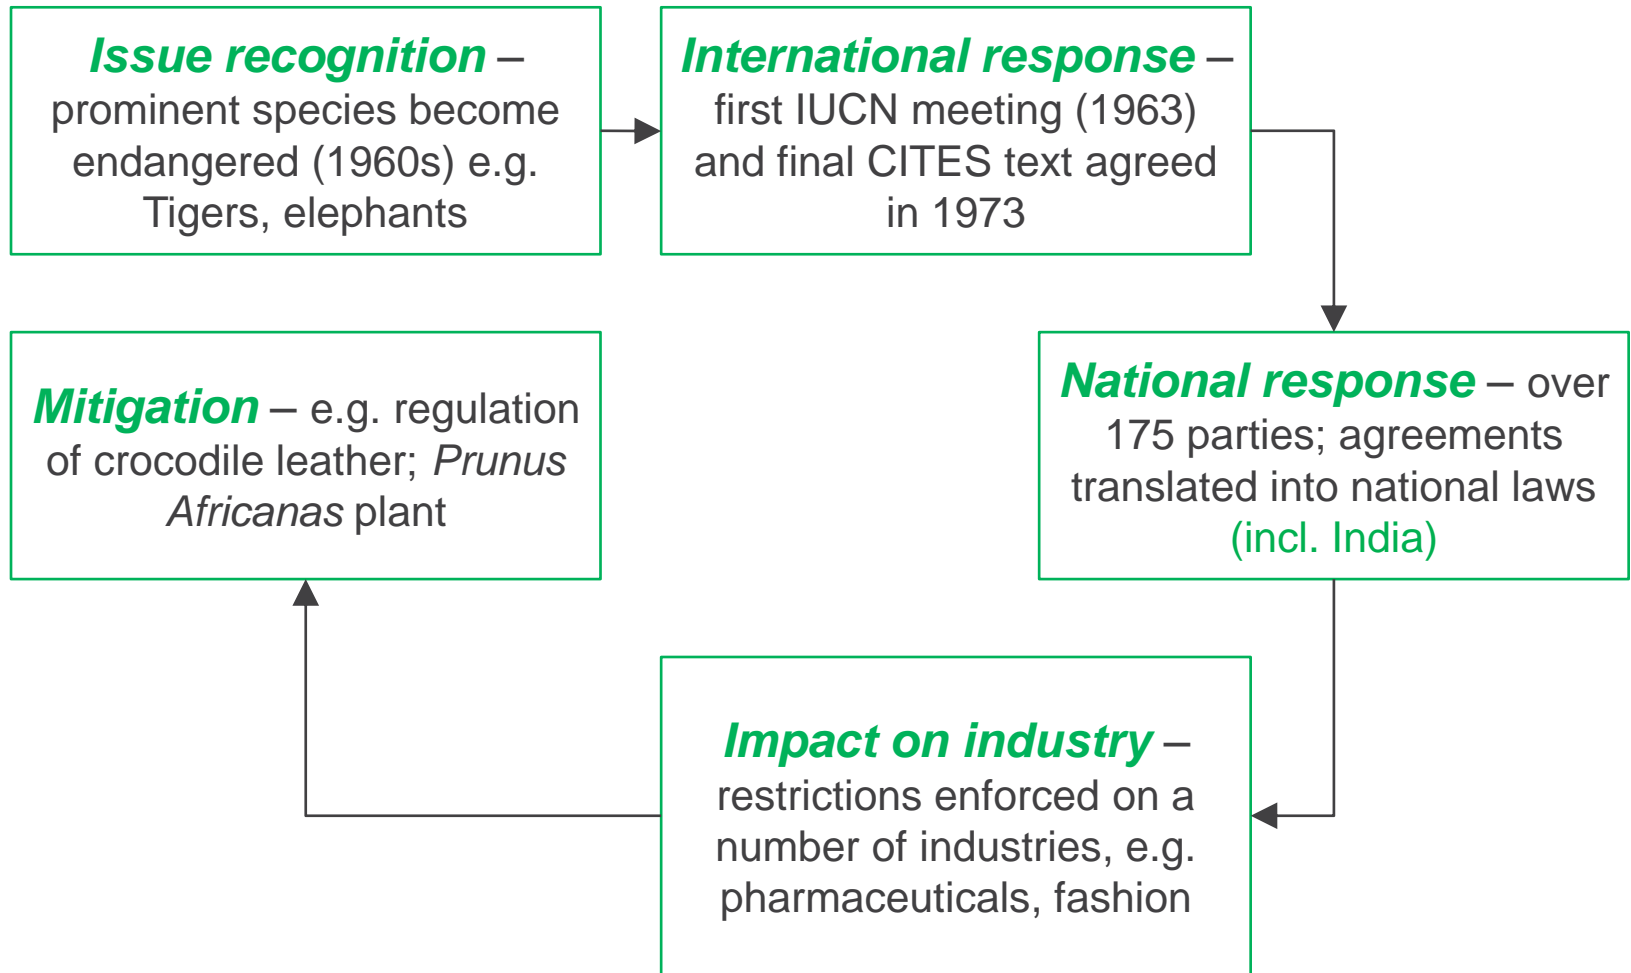 Issue recognition –
prominent species become
endangered (1960s) e.g.
Tigers, elephants
International response –
first IUCN meeting (1963)
and final CITES text agreed
in 1973
National response – over
175 parties; agreements
translated into national laws
(incl. India)
Impact on industry –
restrictions enforced on a
number of industries, e.g.
pharmaceuticals, fashion
Mitigation – e.g. regulation
of crocodile leather; Prunus
Africanas plant